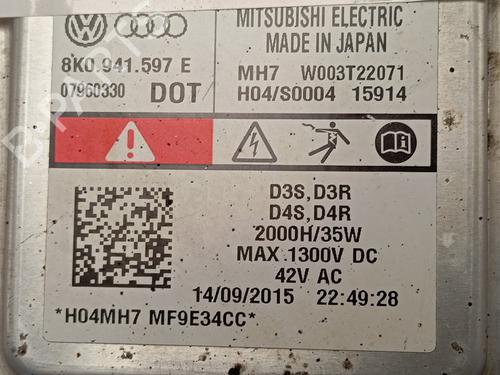 MITSUBISHI ELECTRIC
MADE IN JAPAN
8K0.941.597 E
07960330 DOT
MH7 W003T22071
H04/S0004 15914
D3S,D3R
D4S,D4R
2000H/35W
MAX.1300V DC
42V AC
14/09/2015 22:49:28
*H04MH7 MF9E34CC*